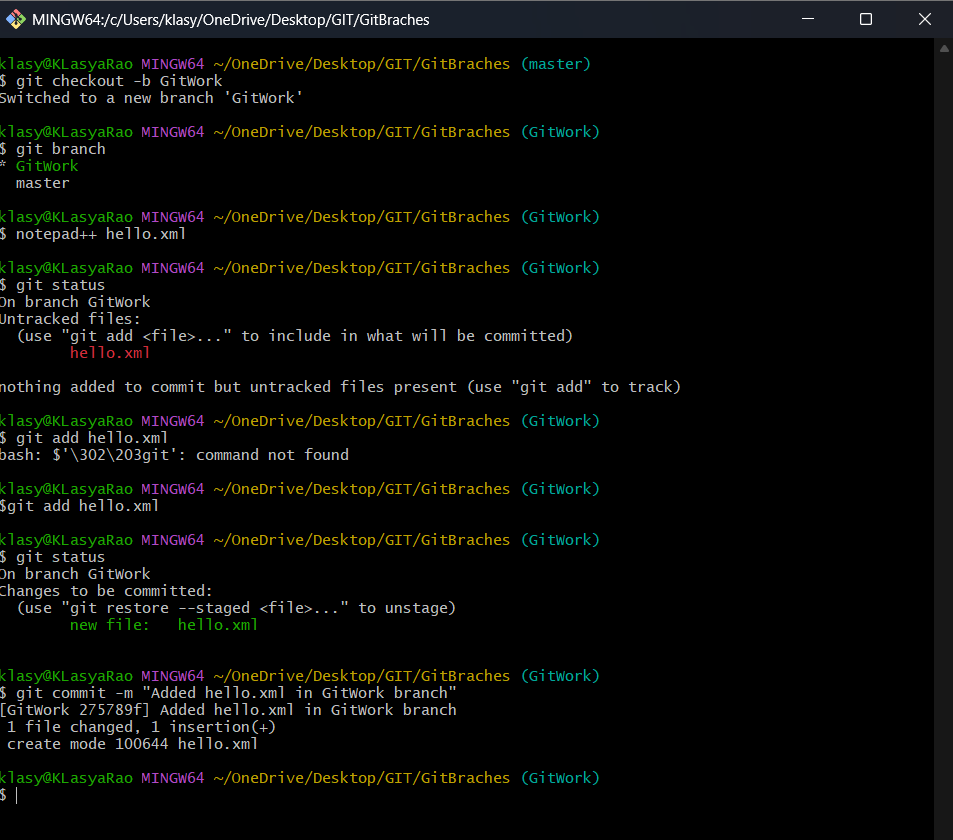 MINGW64:/c/Users/klasy/OneDrive/Desktop/GIT/GitBraches
klasy@KLasyaRao MINGW64 ~/OneDrive/Desktop/GIT/GitBraches (master)
$ git checkout -b GitWork
Switched to a new branch 'GitWork'
klasy@KLasyaRao MINGW64 ~/OneDrive/Desktop/GIT/GitBraches (GitWork)
$ git branch
* GitWork
  master
klasy@KLasyaRao MINGW64 ~/OneDrive/Desktop/GIT/GitBraches (GitWork)
$ notepad++ hello.xml
klasy@KLasyaRao MINGW64 ~/OneDrive/Desktop/GIT/GitBraches (GitWork)
$ git status
On branch GitWork
Untracked files:
  (use "git add <file>..." to include in what will be committed)
        hello.xml
nothing added to commit but untracked files present (use "git add" to track)
klasy@KLasyaRao MINGW64 ~/OneDrive/Desktop/GIT/GitBraches (GitWork)
$ git add hello.xml
bash: $'\302\203git': command not found
klasy@KLasyaRao MINGW64 ~/OneDrive/Desktop/GIT/GitBraches (GitWork)
$git add hello.xml
klasy@KLasyaRao MINGW64 ~/OneDrive/Desktop/GIT/GitBraches (GitWork)
$ git status
On branch GitWork
Changes to be committed:
  (use "git restore --staged <file>..." to unstage)
        new file:   hello.xml
klasy@KLasyaRao MINGW64 ~/OneDrive/Desktop/GIT/GitBraches (GitWork)
$ git commit -m "Added hello.xml in GitWork branch"
[GitWork 275789f] Added hello.xml in GitWork branch
 1 file changed, 1 insertion(+)
 create mode 100644 hello.xml
klasy@KLasyaRao MINGW64 ~/OneDrive/Desktop/GIT/GitBraches (GitWork)
$